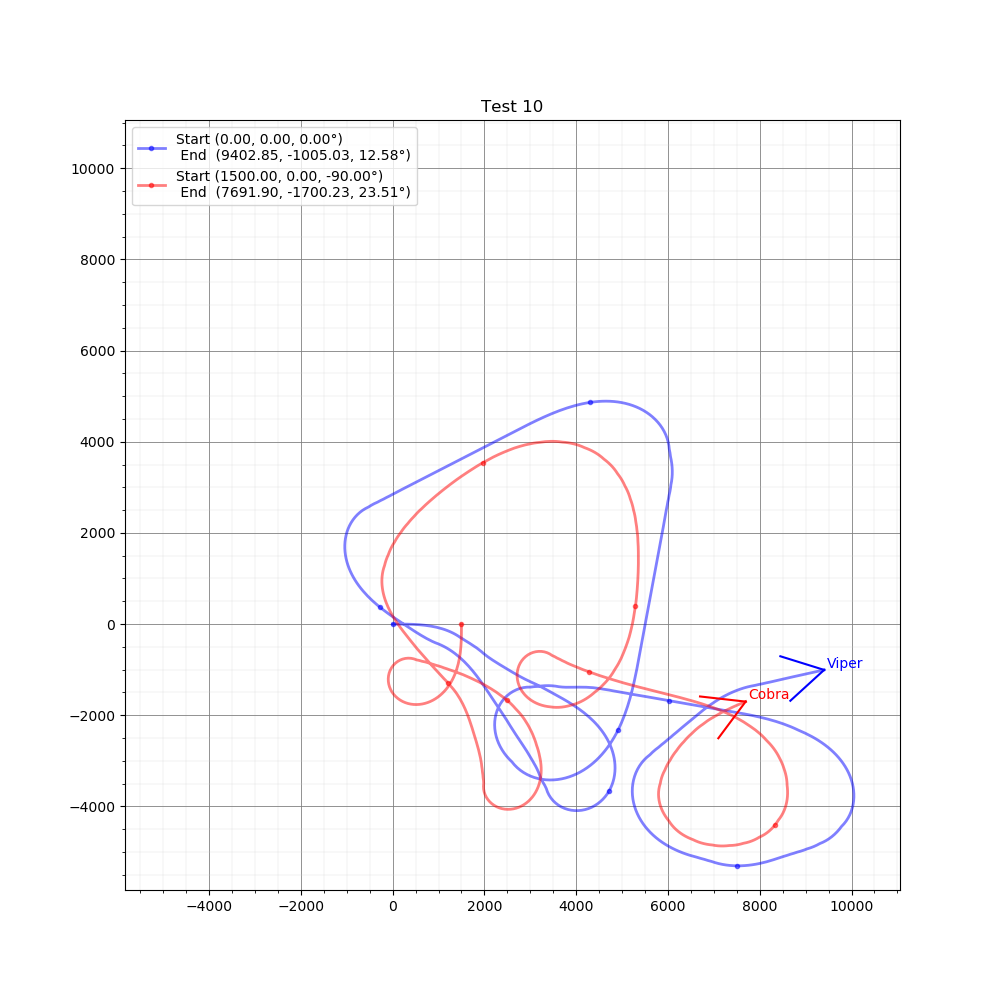 Test 10
Start (0.00, 0.00, 0.00°)
End  (9402.85, -1005.03, 12.58°)
Start (1500.00, 0.00, -90.00°)
End  (7691.90, -1700.23, 23.51°)
10000
8000
6000
4000
2000
0
−2000
−4000
Viper
Cobra
−4000 −2000 0 2000 4000 6000 8000 10000